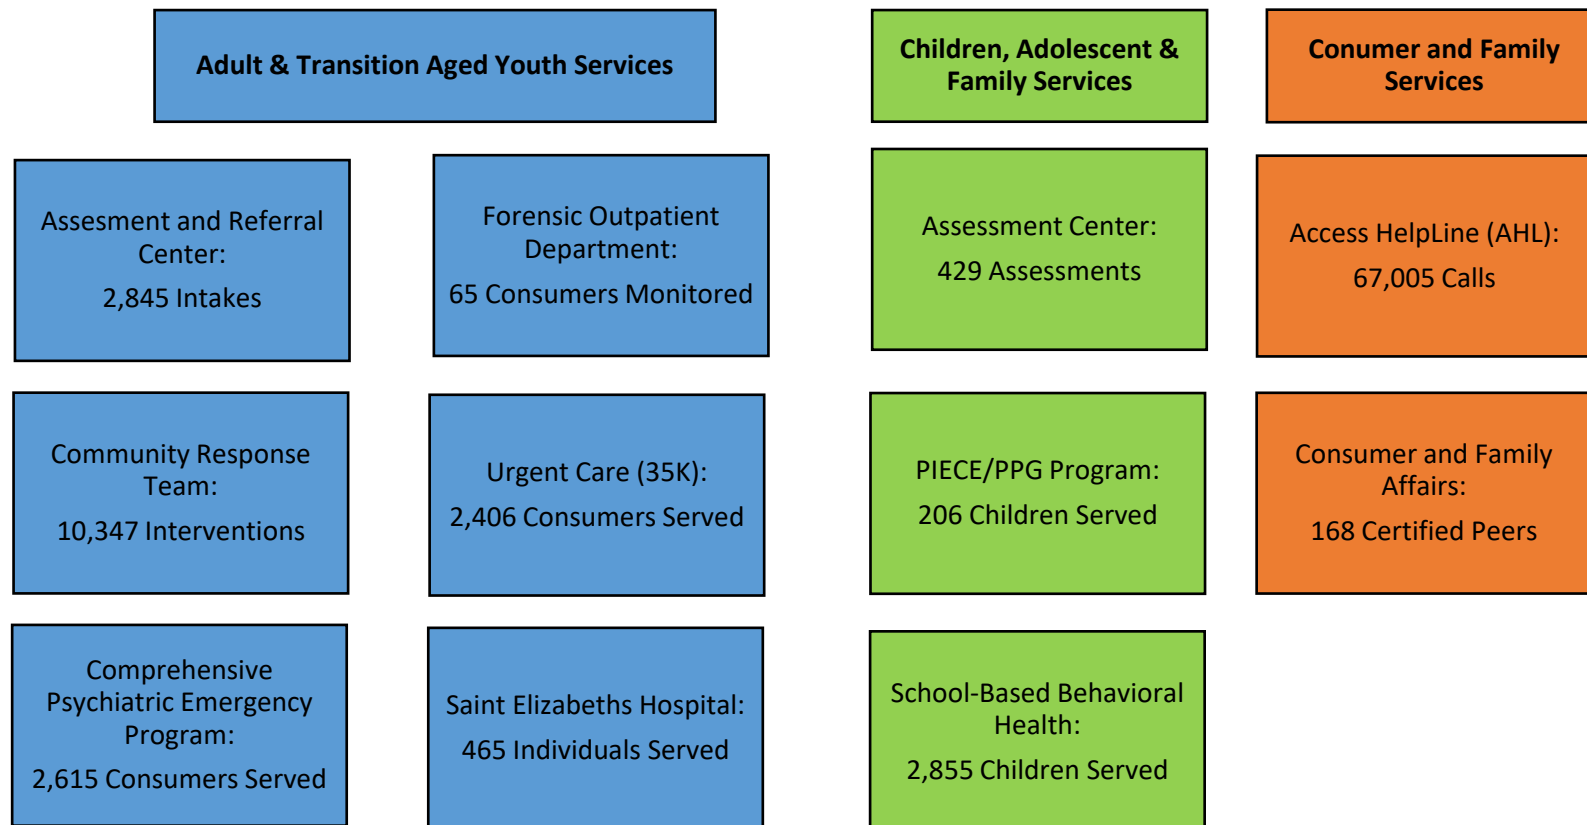 Adult & Transition Aged Youth Services
Children, Adolescent &
Family Services
Conumer and Family
Services
Assesment and Referral
Center:
2,845 Intakes
Forensic Outpatient
Department:
65 Consumers Monitored
Assessment Center:
429 Assessments
Access HelpLine (AHL):
67,005 Calls
Community Response
Team:
10,347 Interventions
Urgent Care (35K):
2,406 Consumers Served
PIECE/PPG Program:
206 Children Served
Consumer and Family
Affairs:
168 Certified Peers
Comprehensive
Psychiatric Emergency
Program:
2,615 Consumers Served
Saint Elizabeths Hospital:
465 Individuals Served
School-Based Behavioral
Health:
2,855 Children Served